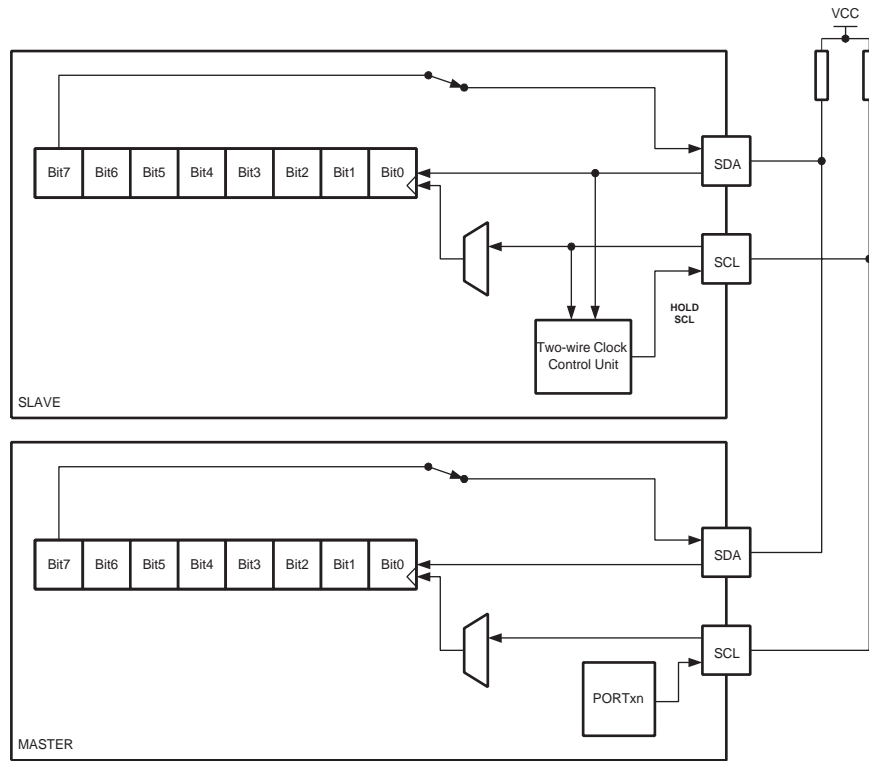 VCC
Bit7 Bit6 Bit5 Bit4 Bit3 Bit2 Bit1 Bit0
SDA
SCL
HOLD
SCL
Two-wire Clock
Control Unit
SLAVE
Bit7 Bit6 Bit5 Bit4 Bit3 Bit2 Bit1 Bit0
SDA
SCL
PORTxn
MASTER